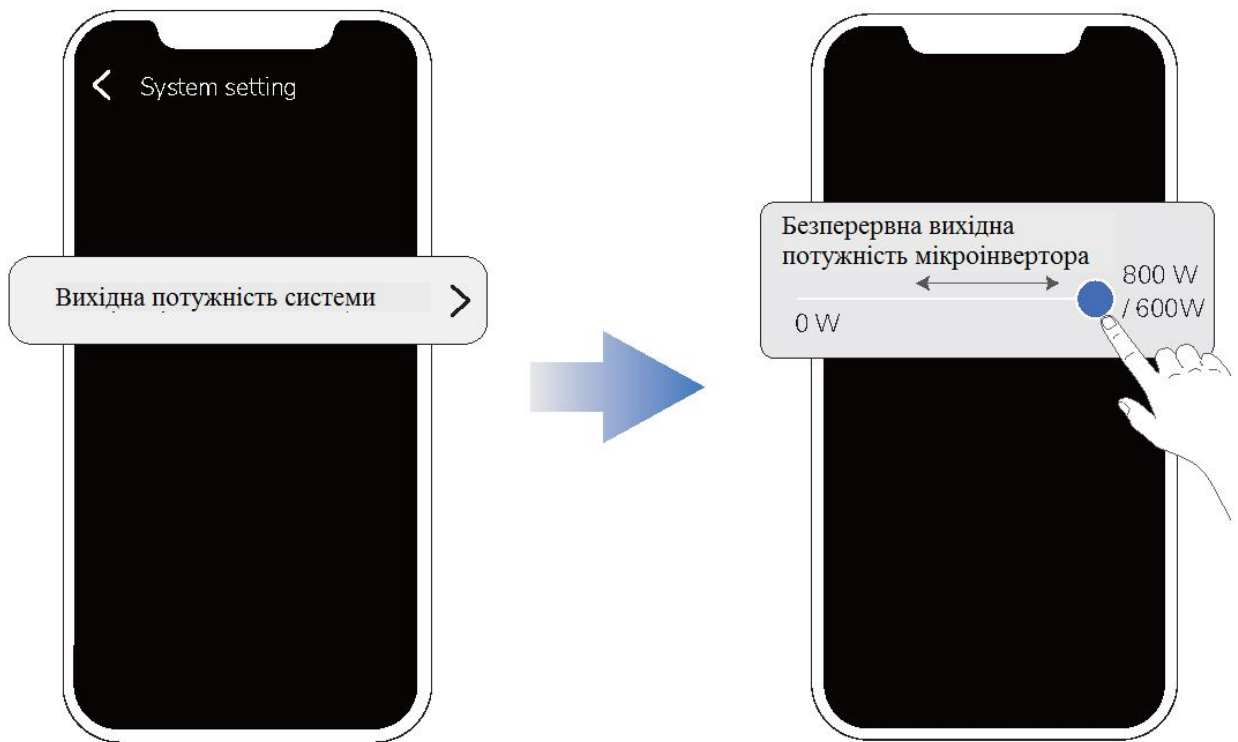 System setting
Вихідна потужність системи
Безперервна вихідна
потужність мікроінвертора
800 W
/ 600W
0 W